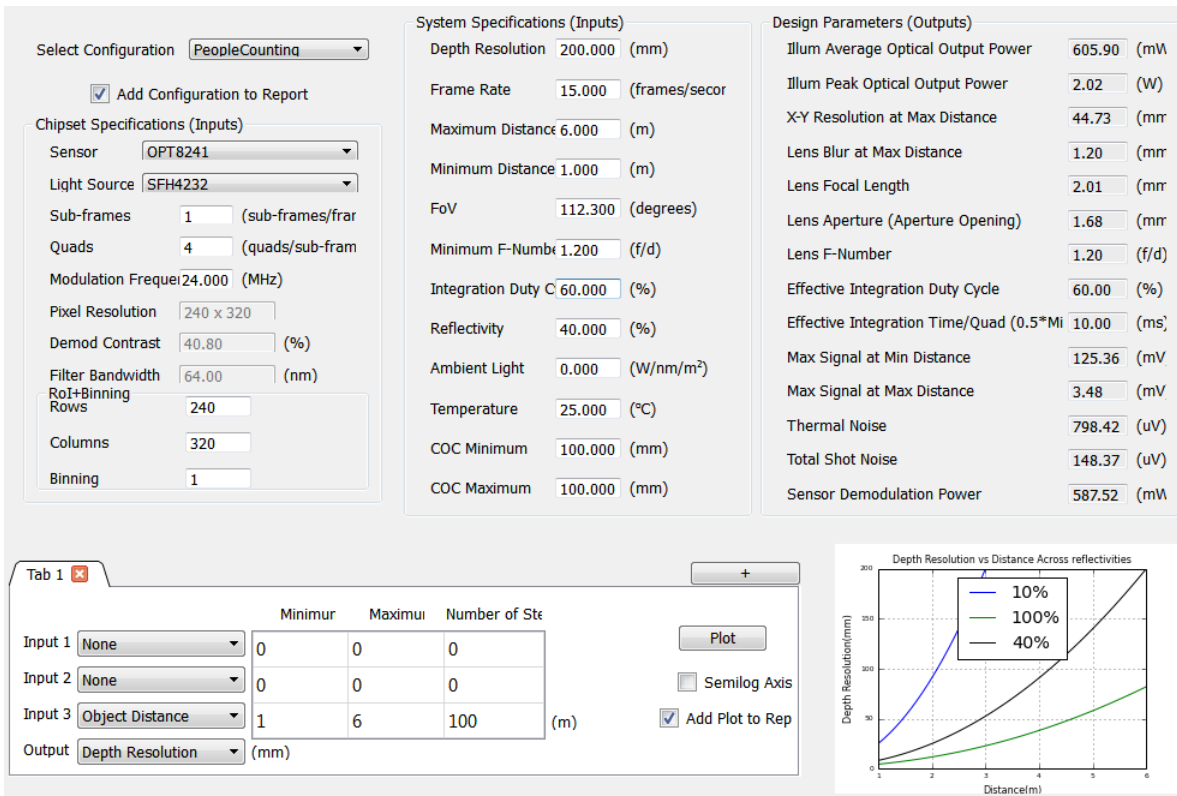 Select Configuration PeopleCounting
Add Configuration to Report
Chipset Specifications (Inputs)
Sensor OPT8241
Light Source SFH4232
Sub-frames 1 (sub-frames/frar
Quads 4 (quads/sub-fram
Modulation Frequer 24.000 (MHz)
Pixel Resolution 240 x 320
Demod Contrast 40.80 (%)
Filter Bandwidth 64.00 (nm)
RoI+Binning
Rows 240
Columns 320
Binning 1
System Specifications (Inputs)
Depth Resolution 200.000 (mm)
Frame Rate 15.000 (frames/secor
Maximum Distance 6.000 (m)
Minimum Distance 1.000 (m)
FoV 112.300 (degrees)
Minimum F-Numbe 1.200 (f/d)
Integration Duty C 60.000 (%)
Reflectivity 40.000 (%)
Ambient Light 0.000 (W/nm/m²)
Temperature 25.000 (°C)
COC Minimum 100.000 (mm)
COC Maximum 100.000 (mm)
Design Parameters (Outputs)
Illum Average Optical Output Power 605.90 (mW
Illum Peak Optical Output Power 2.02 (W)
X-Y Resolution at Max Distance 44.73 (mm
Lens Blur at Max Distance 1.20 (mm
Lens Focal Length 2.01 (mm
Lens Aperture (Aperture Opening) 1.68 (mm
Lens F-Number 1.20 (f/d)
Effective Integration Duty Cycle 60.00 (%)
Effective Integration Time/Quad (0.5*Mi 10.00 (ms)
Max Signal at Min Distance 125.36 (mV)
Max Signal at Max Distance 3.48 (mV)
Thermal Noise 798.42 (uV)
Total Shot Noise 148.37 (uV)
Sensor Demodulation Power 587.52 (mW
Tab 1
+
Minimur Maximur Number of Ste
Input 1 None 0 0 0
Input 2 None 0 0 0
Input 3 Object Distance 1 6 100 (m)
Output Depth Resolution (mm)
Plot
Semilog Axis
Add Plot to Rep
Depth Resolution vs Distance Across reflectivities
Depth Resolution(mm)
200
150
100
50
0
10%
100%
40%
1 2 3 4 5 6
Distance(m)